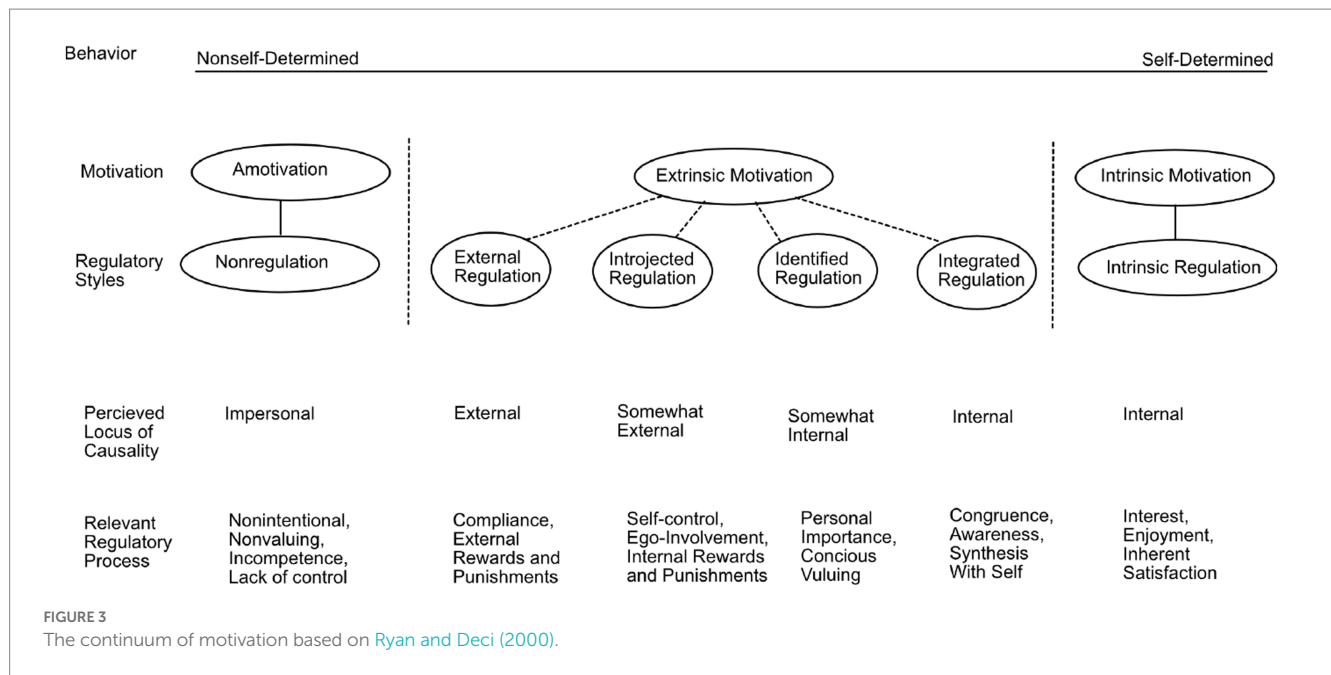 Behavior
Nonself-Determined
Self-Determined
Motivation
Amotivation
Extrinsic Motivation
Intrinsic Motivation
Regulatory
Styles
Nonregulation
External
Regulation
Introjected
Regulation
Identified
Regulation
Integrated
Regulation
Intrinsic Regulation
Percieved
Locus of
Causality
Impersonal
External
Somewhat
External
Somewhat
Internal
Internal
Internal
Relevant
Regulatory
Process
Nonintentional,
Nonvaluing,
Incompetence,
Lack of control
Compliance,
External
Rewards and
Punishments
Self-control,
Ego-Involvement,
Internal Rewards
and Punishments
Personal
Importance,
Concious
Vuluing
Congruence,
Awareness,
Synthesis
With Self
Interest,
Enjoyment,
Inherent
Satisfaction
FIGURE 3
The continuum of motivation based on Ryan and Deci (2000).